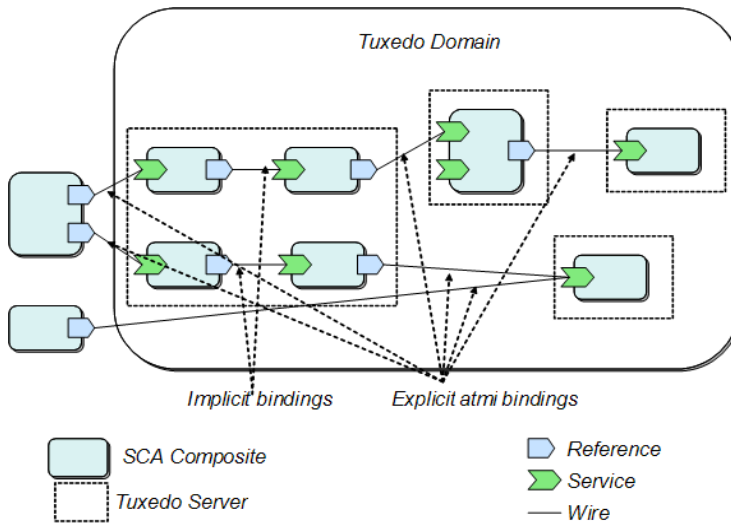 Tuxedo Domain
Implicit bindings
Explicit atmi bindings
SCA Composite
Reference
Service
Tuxedo Server
Wire